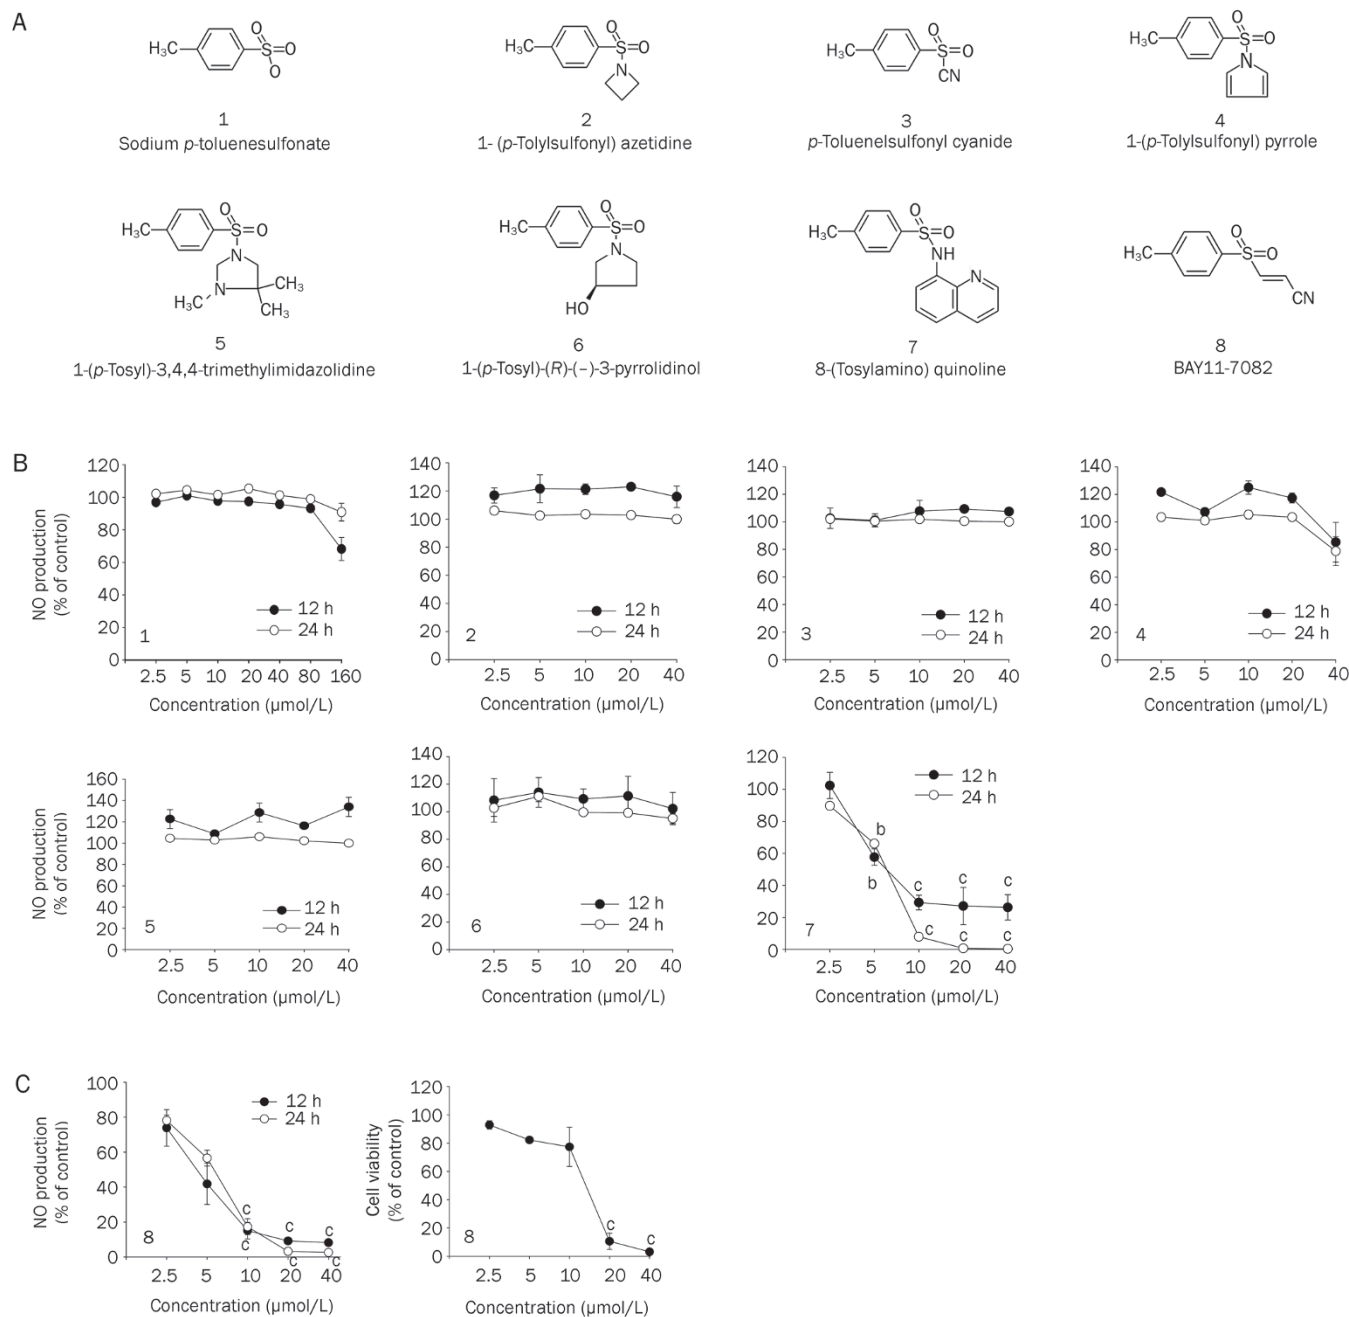 A
H₃C
S
O
O
O
1
Sodium p-toluenesulfonate
H₃C
S
O
O
N
2
1- (p-Tolylsulfonyl) azetidine
H₃C
S
O
O
CN
3
p-Toluenelsulfonyl cyanide
H₃C
S
O
O
N
4
1-(p-Tolylsulfonyl) pyrrole
H₃C
S
O
O
N
N
H₃C
CH₃
CH₃
5
1-(p-Tosyl)-3,4,4-trimethylimidazolidine
H₃C
S
O
O
N
HO
6
1-(p-Tosyl)-(R)-(–)-3-pyrrolidinol
H₃C
S
O
O
NH
N
7
8-(Tosylamino) quinoline
H₃C
S
O
O
CN
8
BAY11-7082
B
NO production
(% of control)
120
100
80
60
40
20
0
12 h
24 h
1
2.5 5 10 20 40 80 160
Concentration (µmol/L)
140
120
100
80
60
40
20
0
12 h
24 h
2
2.5 5 10 20 40
Concentration (µmol/L)
140
120
100
80
60
40
20
0
12 h
24 h
3
2.5 5 10 20 40
Concentration (µmol/L)
140
120
100
80
60
40
20
0
12 h
24 h
4
2.5 5 10 20 40
Concentration (µmol/L)
NO production
(% of control)
160
140
120
100
80
60
40
20
0
12 h
24 h
5
2.5 5 10 20 40
Concentration (µmol/L)
140
120
100
80
60
40
20
0
12 h
24 h
6
2.5 5 10 20 40
Concentration (µmol/L)
120
100
80
60
40
20
0
12 h
24 h
b
b
c c c
c c c
7
2.5 5 10 20 40
Concentration (µmol/L)
C
NO production
(% of control)
100
80
60
40
20
0
12 h
24 h
c c c
c c c
8
2.5 5 10 20 40
Concentration (µmol/L)
Cell viability
(% of control)
120
100
80
60
40
20
0
c c
8
2.5 5 10 20 40
Concentration (µmol/L)